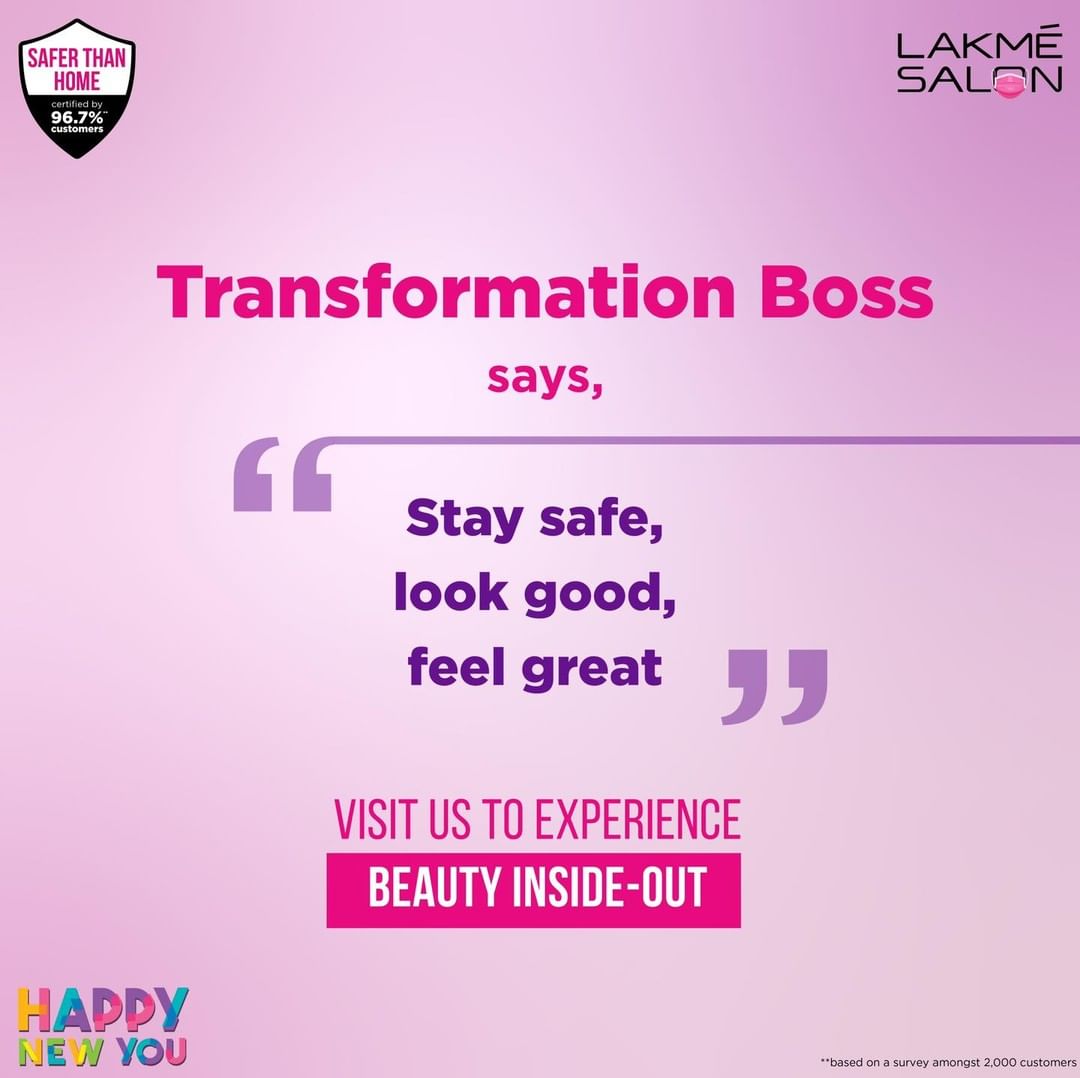 SAFER THAN
HOME
certified by
96.7%**
customers
LAKMÉ
SALON
Transformation Boss
says,
“
Stay safe,
look good,
feel great
”
VISIT US TO EXPERIENCE
BEAUTY INSIDE-OUT
HAPPY
NEW YOU
**based on a survey amongst 2,000 customers